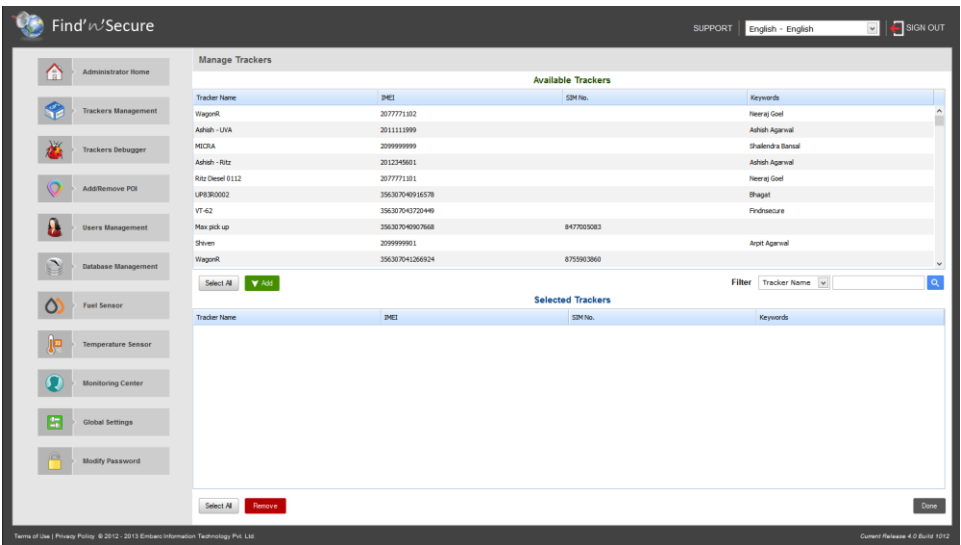 Find'n'Secure
SUPPORT English - English SIGN OUT
Administrator Home
Trackers Management
Trackers Debugger
Add/Remove POI
Users Management
Database Management
Fuel Sensor
Temperature Sensor
Monitoring Center
Global Settings
Modify Password
Manage Trackers
Available Trackers
Tracker Name IMEI SIM No. Keywords
WagonR 2077771102 Neeraj Goel
Ashish - UVA 2011111999 Ashish Agarwal
MICRA 2099999999 Shailendra Bansal
Ashish - Ritz 2012345601 Ashish Agarwal
Ritz Diesel 0112 2077771101 Neeraj Goel
UP83R0002 356307040916578 Bhagat
VT-62 356307043720449 Findnsecure
Max pick up 356307040907668 8477005083
Shiven 2099999901 Arpit Agarwal
WagonR 356307041266924 8755903860
Select All Add Filter Tracker Name
Selected Trackers
Tracker Name IMEI SIM No. Keywords
Select All Remove Done
Terms of Use | Privacy Policy © 2012 - 2013 Embarc Information Technology Pvt. Ltd. Current Release 4.0 Build 1012